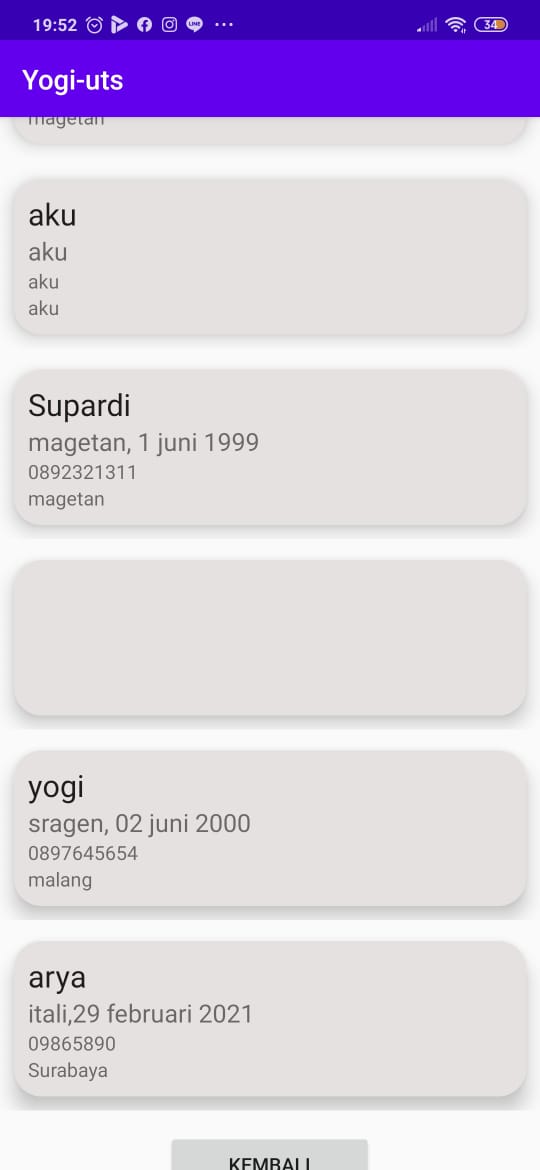 19:52
LINE
34
Yogi-uts
magetan
aku
aku
aku
aku
Supardi
magetan, 1 juni 1999
0892321311
magetan
yogi
sragen, 02 juni 2000
0897645654
malang
arya
itali,29 februari 2021
09865890
Surabaya
KEMBALI